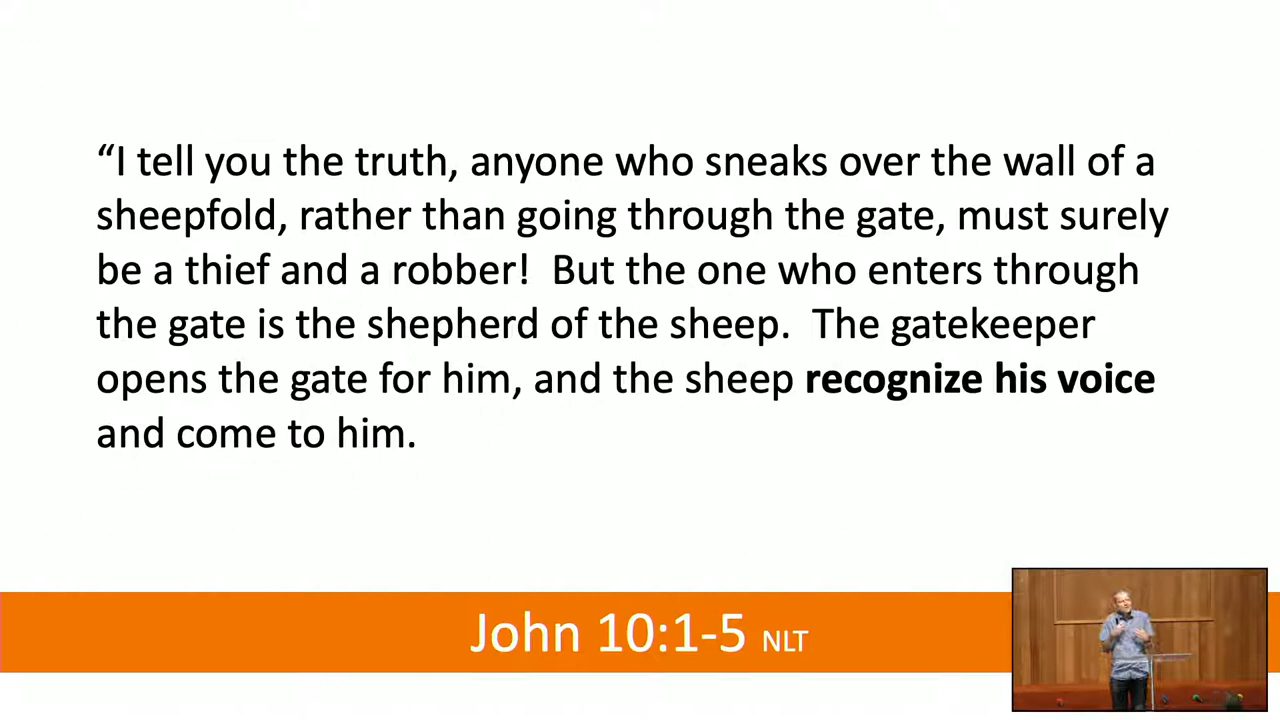 “I tell you the truth, anyone who sneaks over the wall of a
sheepfold, rather than going through the gate, must surely
be a thief and a robber!  But the one who enters through
the gate is the shepherd of the sheep.  The gatekeeper
opens the gate for him, and the sheep recognize his voice
and come to him.
John 10:1-5 NLT